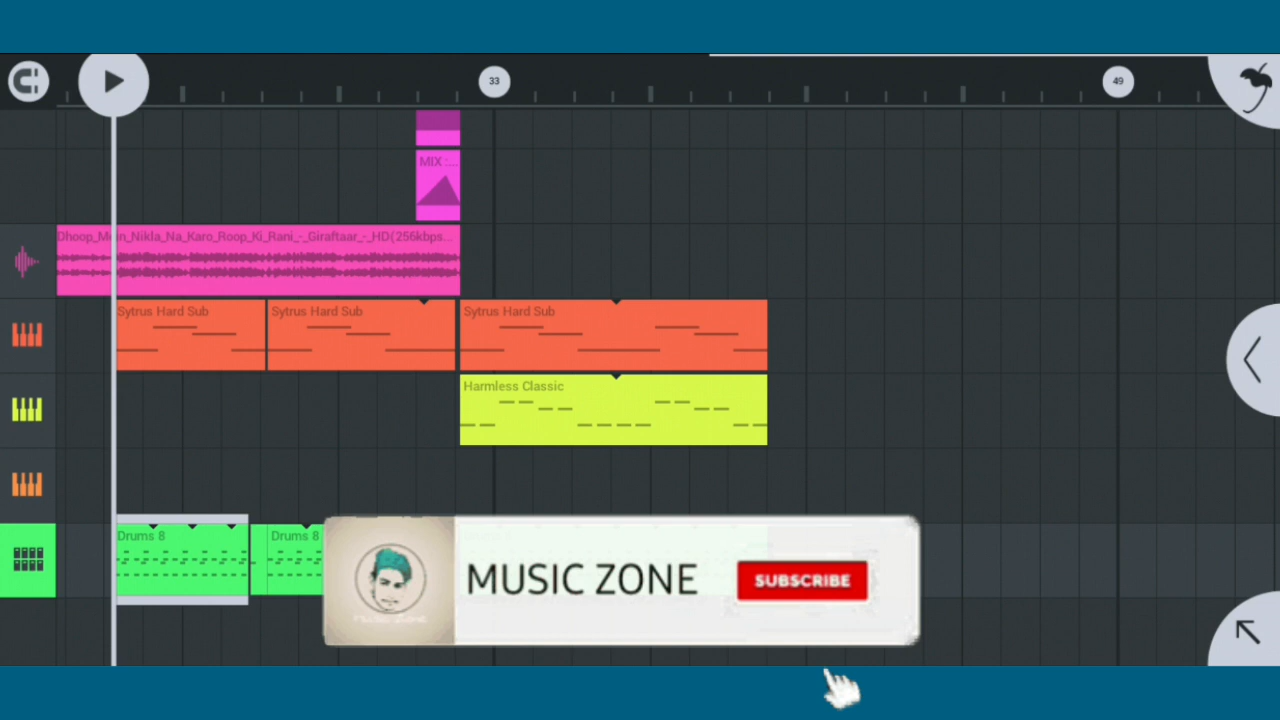 33
49
MIX :...
Dhoop_Mein_Nikla_Na_Karo_Roop_Ki_Rani_-_Giraftaar_-_HD(256kbps...
Sytrus Hard Sub
Sytrus Hard Sub
Sytrus Hard Sub
Harmless Classic
Drums 8
Drums 8
MUSIC ZONE
SUBSCRIBE